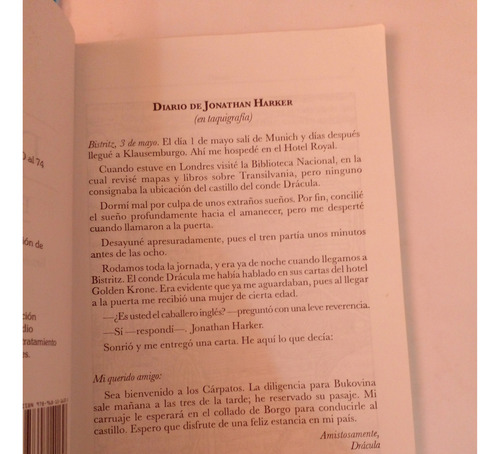 DIARIO DE JONATHAN HARKER
(en taquigrafía)
Bistritz, 3 de mayo. El día 1 de mayo salí de Munich y días después
llegué a Klausemburgo. Ahí me hospedé en el Hotel Royal.
Cuando estuve en Londres visité la Biblioteca Nacional, en la
cual revisé mapas y libros sobre Transilvania, pero ninguno
consignaba la ubicación del castillo del conde Drácula.
Dormí mal por culpa de unos extraños sueños. Por fin, concilié
el sueño profundamente hacia el amanecer, pero me desperté
cuando llamaron a la puerta.
Desayuné apresuradamente, pues el tren partía unos minutos
antes de las ocho.
Rodamos toda la jornada, y era ya de noche cuando llegamos a
Bistritz. El conde Drácula me había hablado en sus cartas del hotel
Golden Krone. Era evidente que ya me aguardaban, pues al llegar
a la puerta me recibió una mujer de cierta edad.
—¿Es usted el caballero inglés? —preguntó con una leve reverencia.
—Sí —respondí—. Jonathan Harker.
Sonrió y me entregó una carta. He aquí lo que decía:
Mi querido amigo:
Sea bienvenido a los Cárpatos. La diligencia para Bukovina
sale mañana a las tres de la tarde; he reservado su pasaje. Mi
carruaje le esperará en el collado de Borgo para conducirle al
castillo. Espero que disfrute de una feliz estancia en mi país.
Amistosamente,
Drácula
al 74
ión de
ción
dio
tratamiento
es.